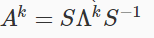 A^k = SΛ^k S^{-1}